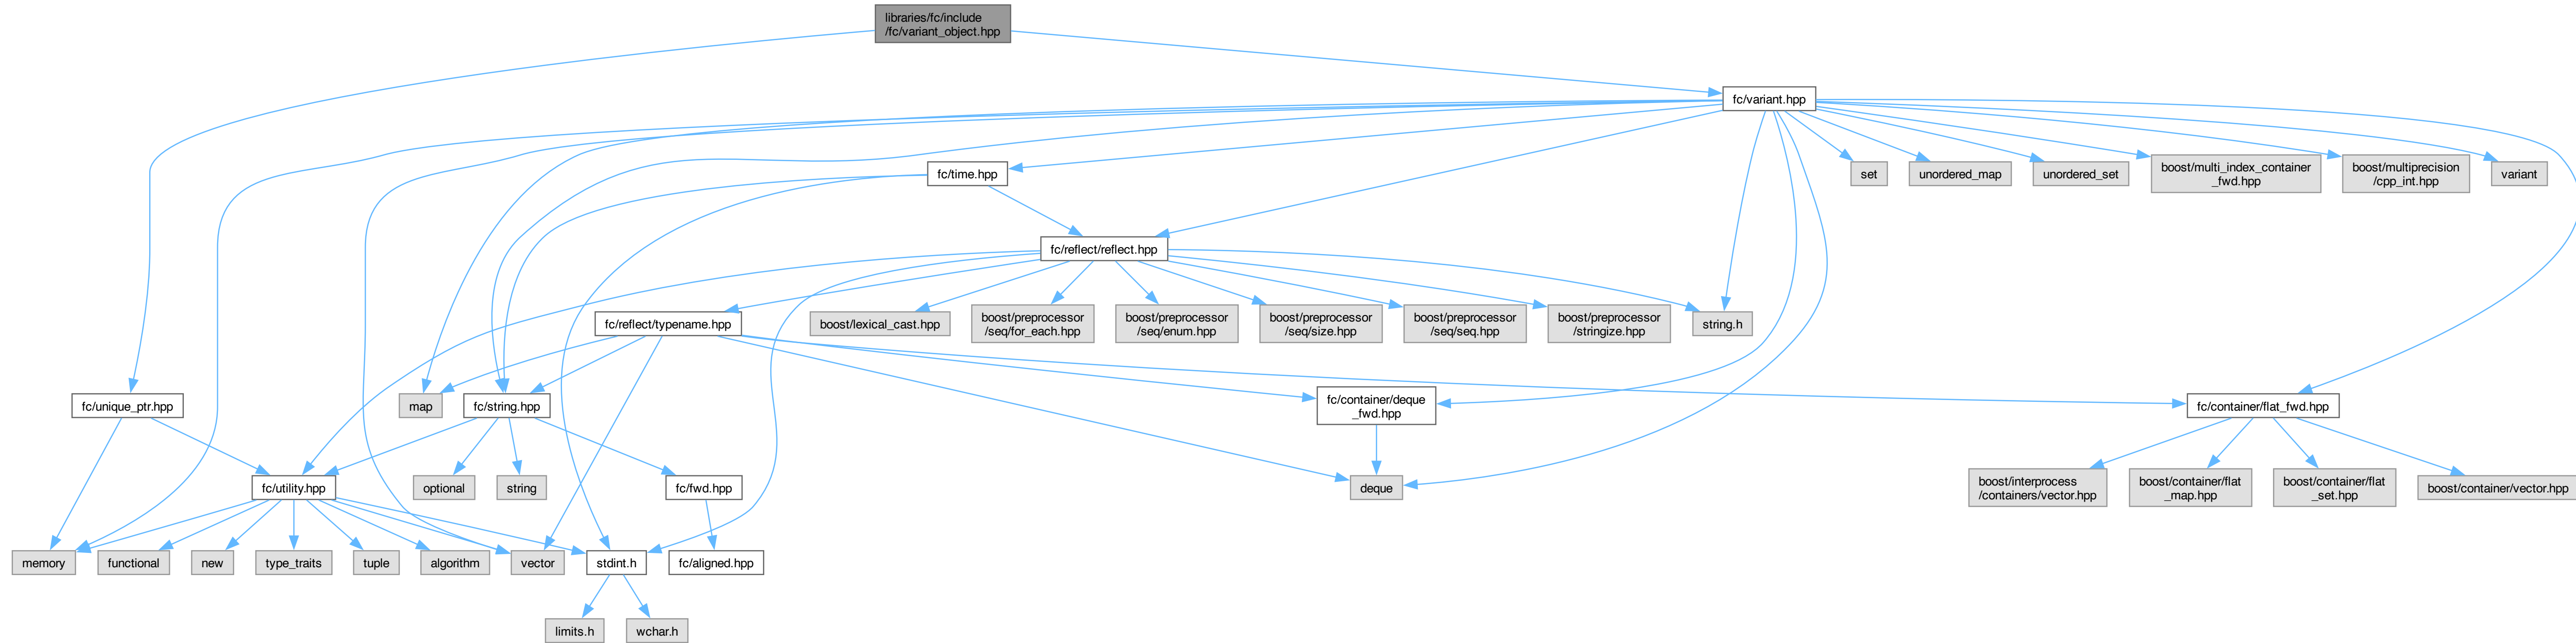 libraries/fc/include
/fc/variant_object.hpp
fc/variant.hpp
fc/time.hpp
set
unordered_map
unordered_set
boost/multi_index_container
_fwd.hpp
boost/multiprecision
/cpp_int.hpp
variant
fc/reflect/reflect.hpp
fc/reflect/typename.hpp
boost/lexical_cast.hpp
boost/preprocessor
/seq/for_each.hpp
boost/preprocessor
/seq/enum.hpp
boost/preprocessor
/seq/size.hpp
boost/preprocessor
/seq/seq.hpp
boost/preprocessor
/stringize.hpp
string.h
fc/unique_ptr.hpp
map
fc/string.hpp
fc/container/deque
_fwd.hpp
fc/container/flat_fwd.hpp
fc/utility.hpp
optional
string
fc/fwd.hpp
deque
boost/interprocess
/containers/vector.hpp
boost/container/flat
_map.hpp
boost/container/flat
_set.hpp
boost/container/vector.hpp
memory
functional
new
type_traits
tuple
algorithm
vector
stdint.h
fc/aligned.hpp
limits.h
wchar.h